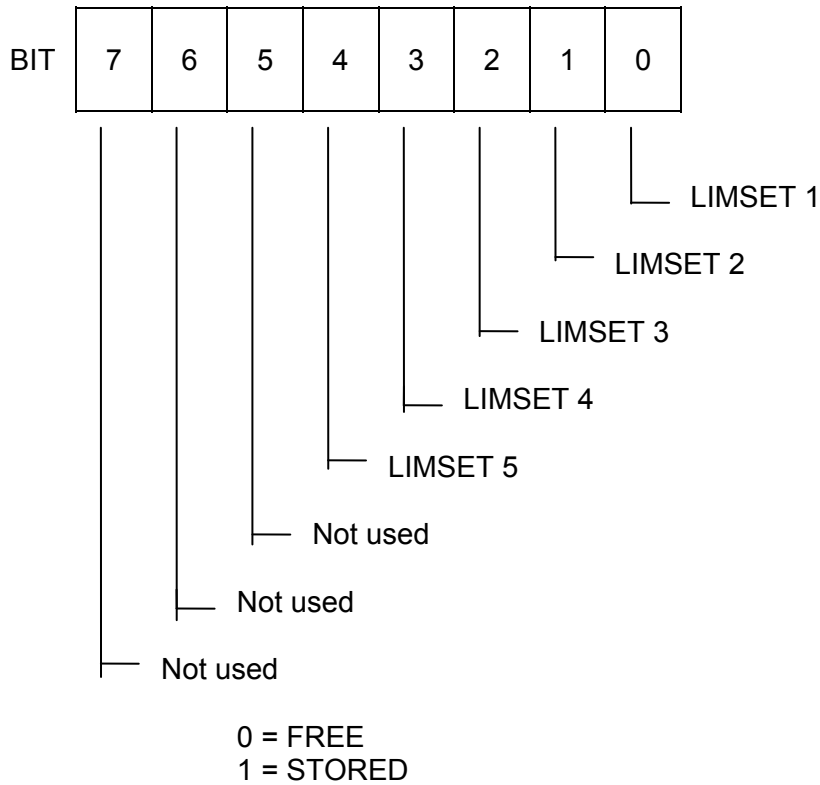 BIT 7 6 5 4 3 2 1 0
LIMSET 1
LIMSET 2
LIMSET 3
LIMSET 4
LIMSET 5
Not used
Not used
Not used
0 = FREE
1 = STORED